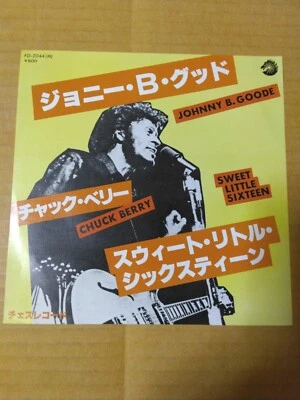 ¥600
ジョニー・B・グッド
JOHNNY B. GOODE
チャック・ベリー
CHUCK BERRY
SWEET
LITTLE
SIXTEEN
スウィート・リトル・
シックスティーン
チェスレコード